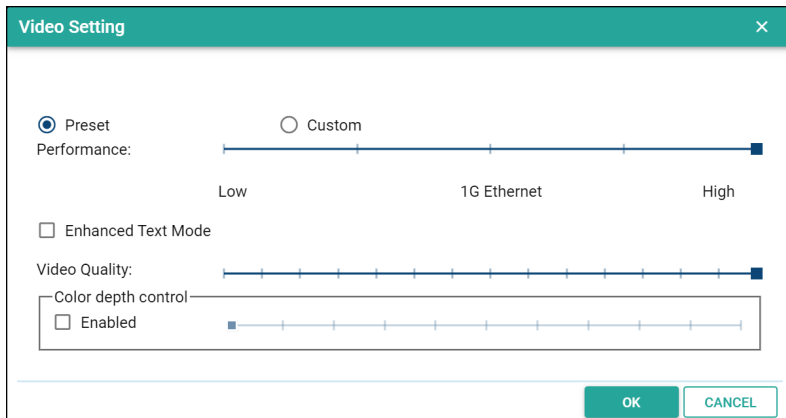 Video Setting
Preset Custom
Performance:
Low 1G Ethernet High
Enhanced Text Mode
Video Quality:
Color depth control
Enabled
OK CANCEL